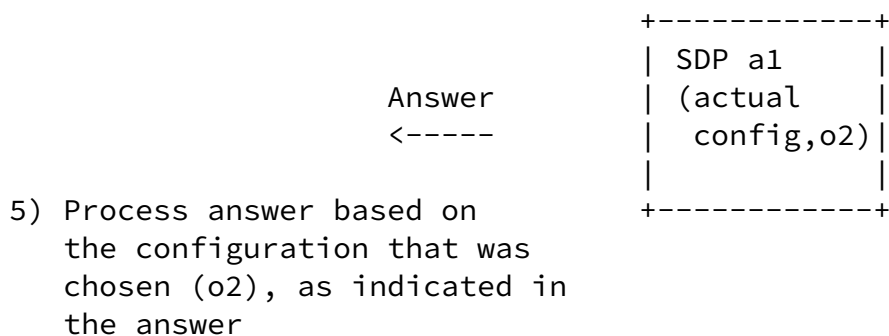 +------------+
                                   | SDP a1     |
                     Answer        | (actual    |
                     <-----        |  config,o2)|
                                   |            |
5) Process answer based on         +------------+
   the configuration that was
   chosen (o2), as indicated in
   the answer